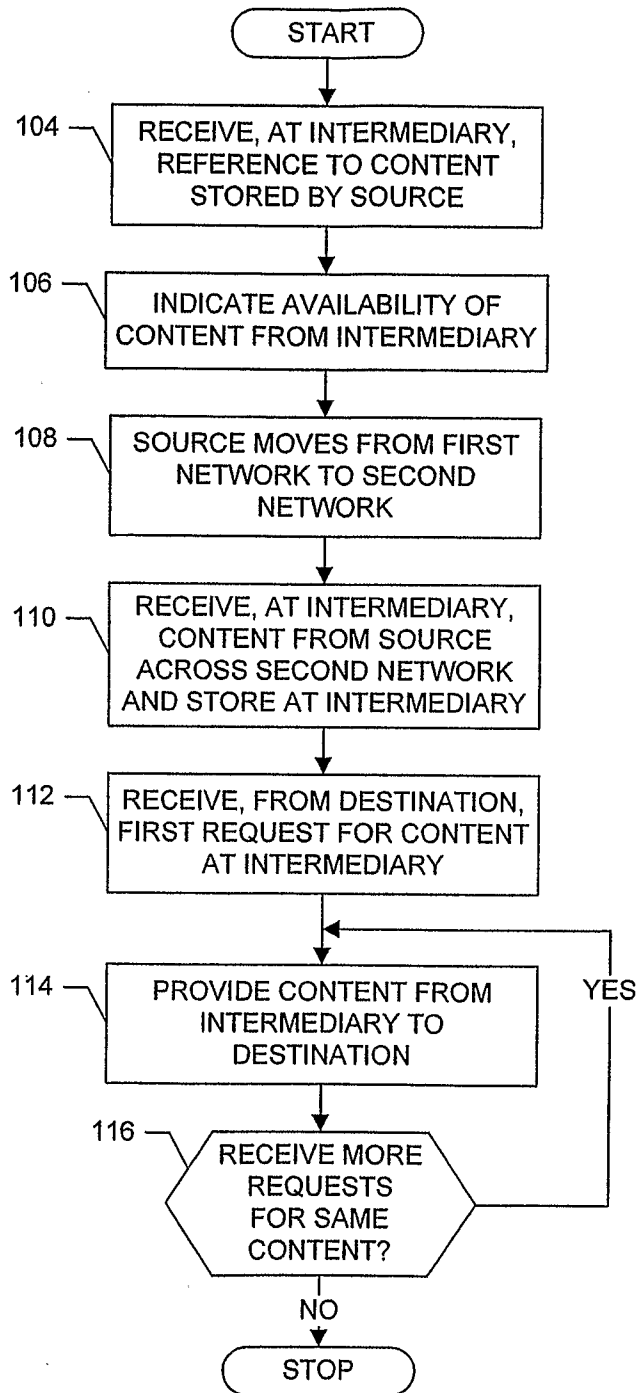 START
104
RECEIVE, AT INTERMEDIARY,
REFERENCE TO CONTENT
STORED BY SOURCE
106
INDICATE AVAILABILITY OF
CONTENT FROM INTERMEDIARY
108
SOURCE MOVES FROM FIRST
NETWORK TO SECOND
NETWORK
110
RECEIVE, AT INTERMEDIARY,
CONTENT FROM SOURCE
ACROSS SECOND NETWORK
AND STORE AT INTERMEDIARY
112
RECEIVE, FROM DESTINATION,
FIRST REQUEST FOR CONTENT
AT INTERMEDIARY
114
PROVIDE CONTENT FROM
INTERMEDIARY TO
DESTINATION
YES
116
RECEIVE MORE
REQUESTS
FOR SAME
CONTENT?
NO
STOP